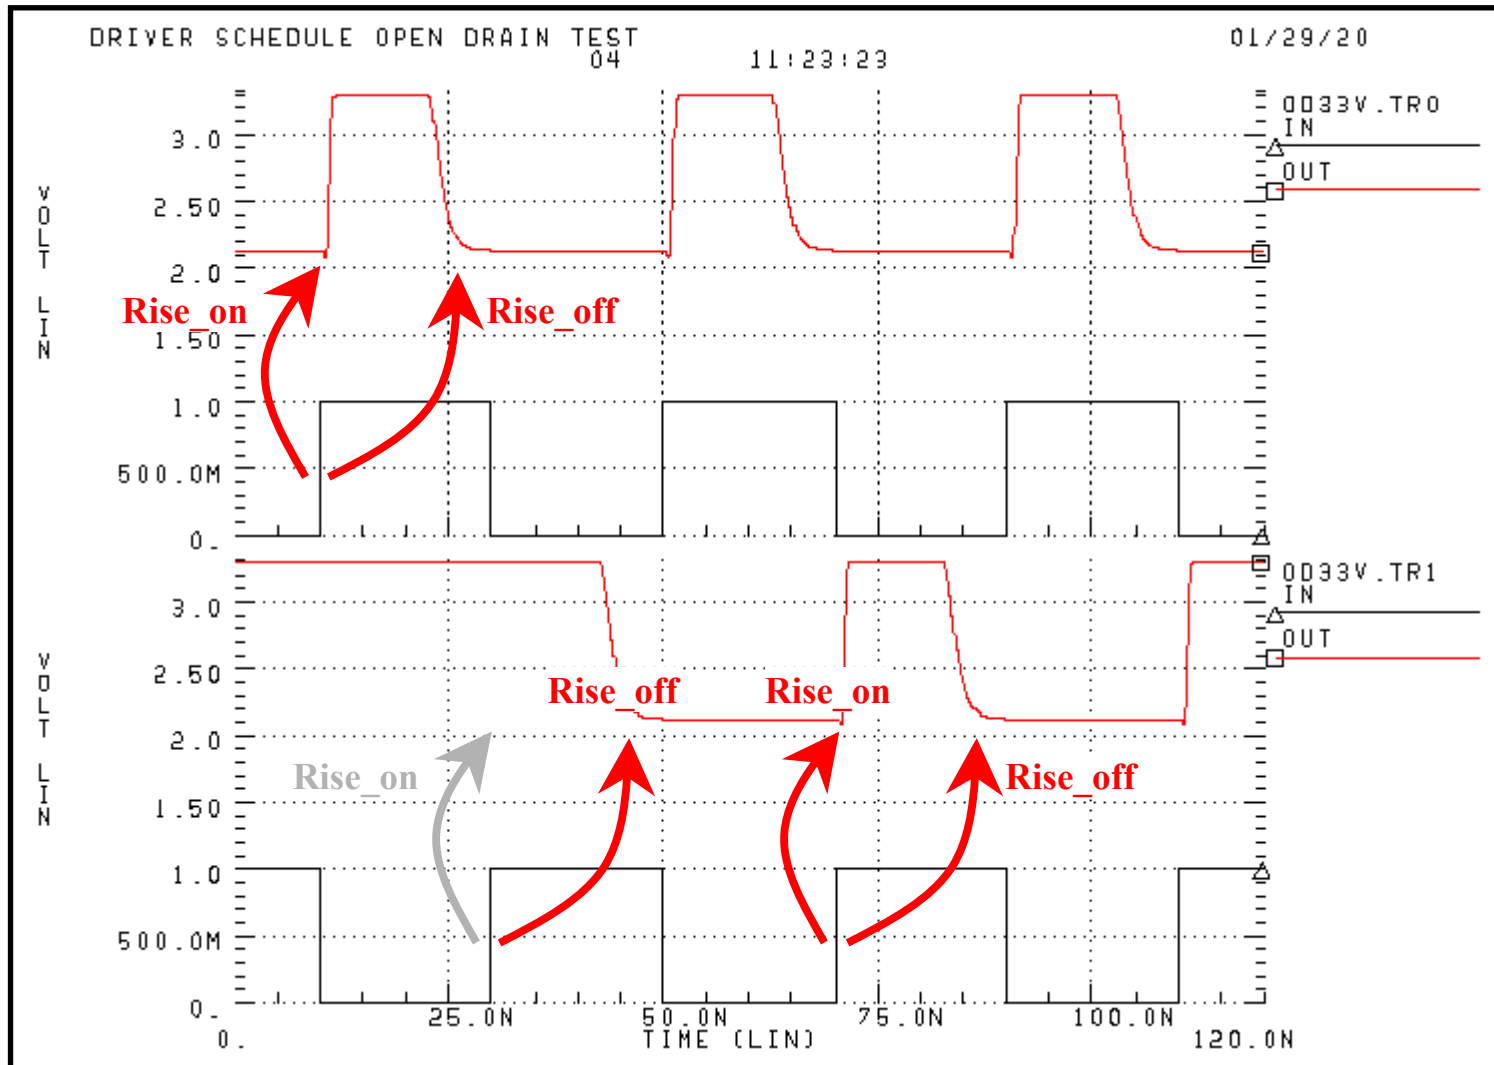 DRIVER SCHEDULE OPEN DRAIN TEST 01/29/20
04 11:23:23
VOLT LIN
3.0
2.50
2.0
1.50
1.0
500.0M
0.
Rise_on
Rise_off
OD33V.TR0
IN
OUT
VOLT LIN
3.0
2.50
2.0
1.50
1.0
500.0M
0.
Rise_off
Rise_on
Rise_on
Rise_off
OD33V.TR1
IN
OUT
25.0N 50.0N 75.0N 100.0N
0. TIME (LIN) 120.0N